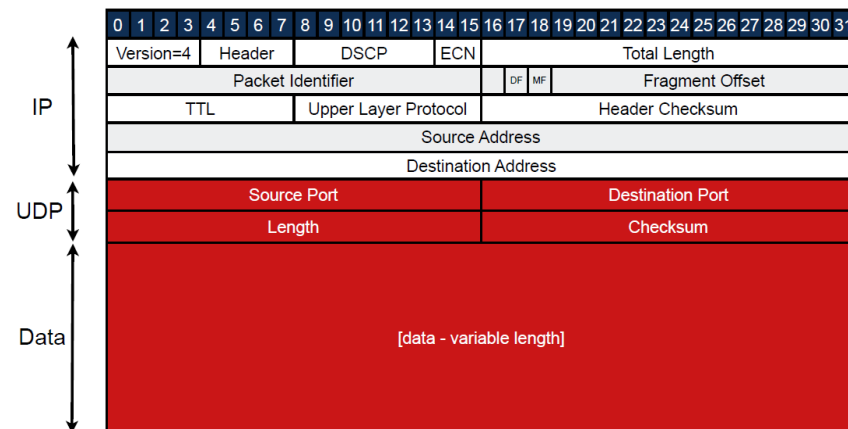 0 1 2 3 4 5 6 7 8 9 10 11 12 13 14 15 16 17 18 19 20 21 22 23 24 25 26 27 28 29 30 31
Version=4 Header DSCP ECN Total Length
Packet Identifier DF MF Fragment Offset
TTL Upper Layer Protocol Header Checksum
IP
Source Address
Destination Address
Source Port Destination Port
UDP
Length Checksum
Data [data - variable length]